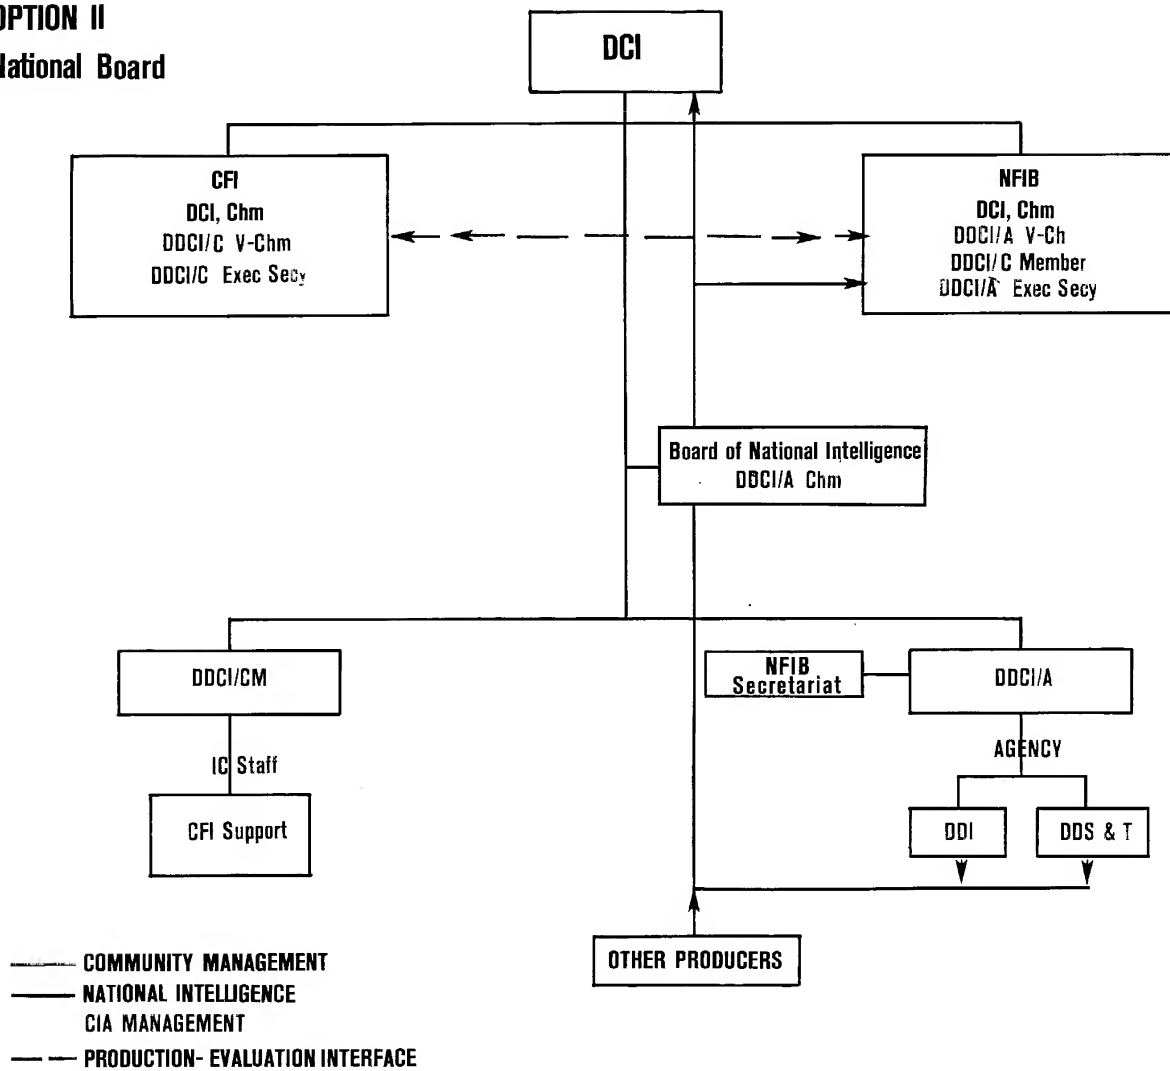 OPTION II
National Board
DCI
CFI
DCI, Chm
DDCI/C V-Chm
DDCI/C Exec Secy
NFIB
DCI, Chm
DDCI/A V-Ch
DDCI/C Member
DDCI/A Exec Secy
Board of National Intelligence
DDCI/A Chm
DDCI/CM
NFIB
Secretariat
DDCI/A
IC Staff
AGENCY
CFI Support
DDI
DDS & T
OTHER PRODUCERS
COMMUNITY MANAGEMENT
NATIONAL INTELLIGENCE
CIA MANAGEMENT
PRODUCTION-EVALUATION INTERFACE